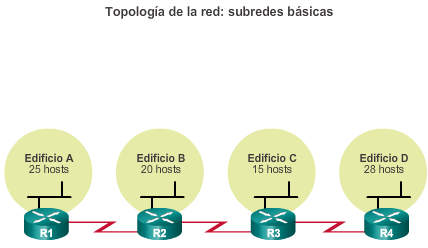 Topología de la red: subredes básicas
Edificio A
25 hosts
Edificio B
20 hosts
Edificio C
15 hosts
Edificio D
28 hosts
R1
R2
R3
R4